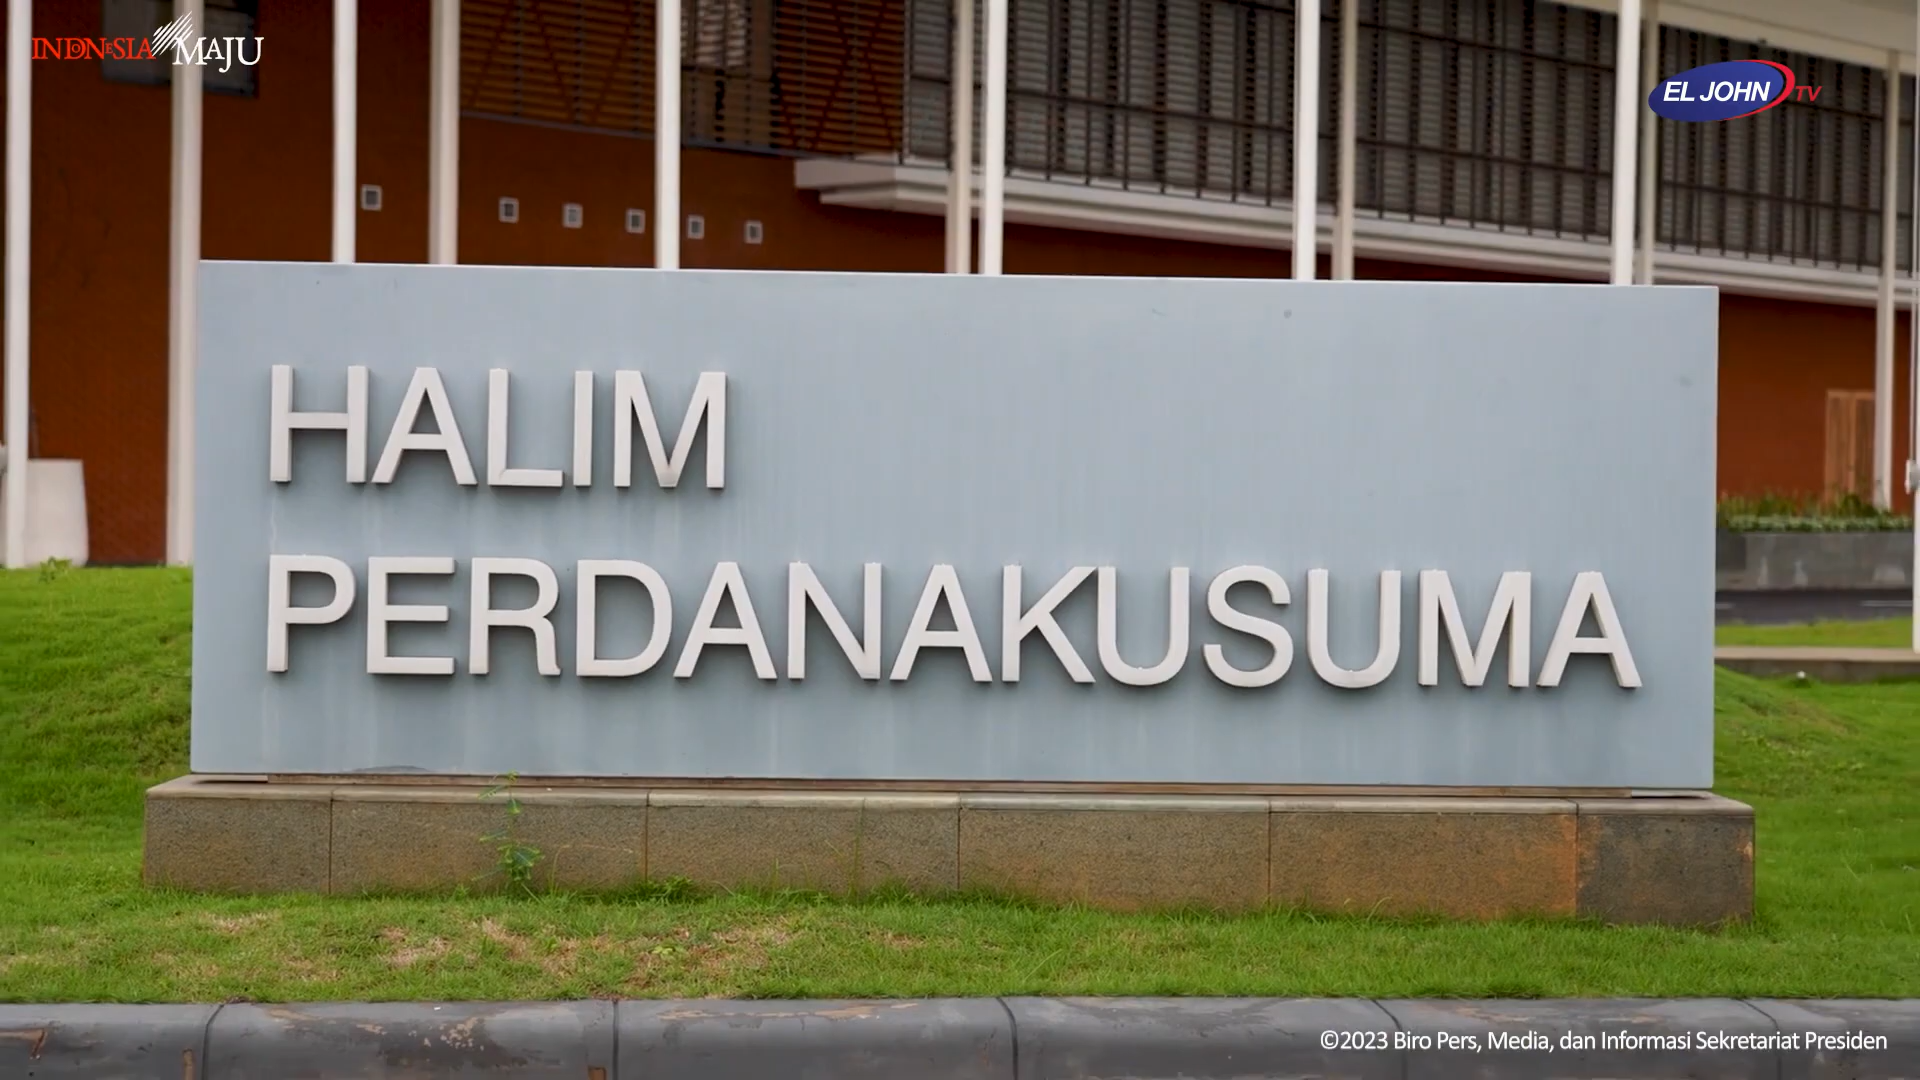 INDONESIA MAJU
EL JOHN TV
HALIM
PERDANAKUSUMA
©2023 Biro Pers, Media, dan Informasi Sekretariat Presiden